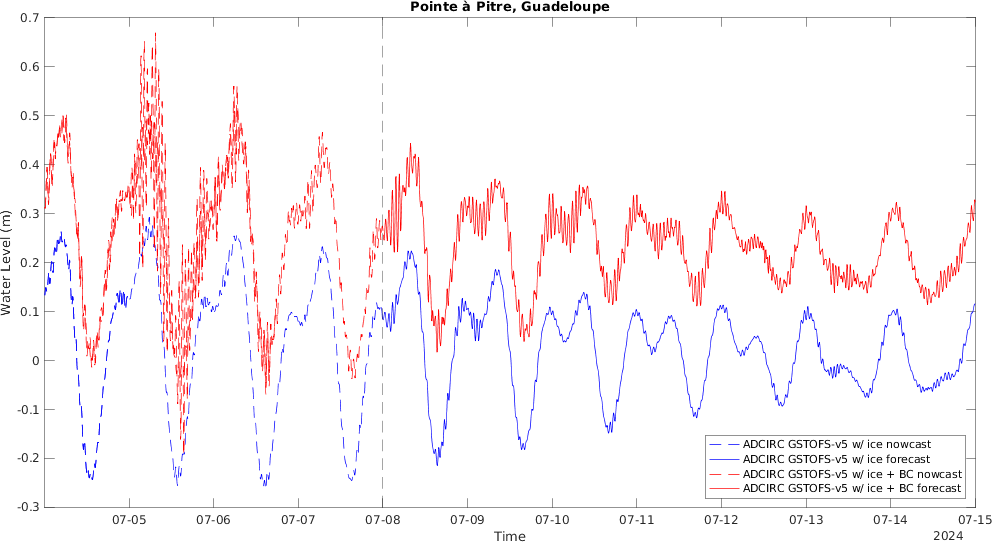 Pointe à Pitre, Guadeloupe
0.7
0.6
0.5
0.4
0.3
0.2
0.1
0
-0.1
-0.2
-0.3
Water Level (m)
ADCIRC GSTOFS-v5 w/ ice nowcast
ADCIRC GSTOFS-v5 w/ ice forecast
ADCIRC GSTOFS-v5 w/ ice + BC nowcast
ADCIRC GSTOFS-v5 w/ ice + BC forecast
07-05 07-06 07-07 07-08 07-09 07-10 07-11 07-12 07-13 07-14 07-15
Time
2024